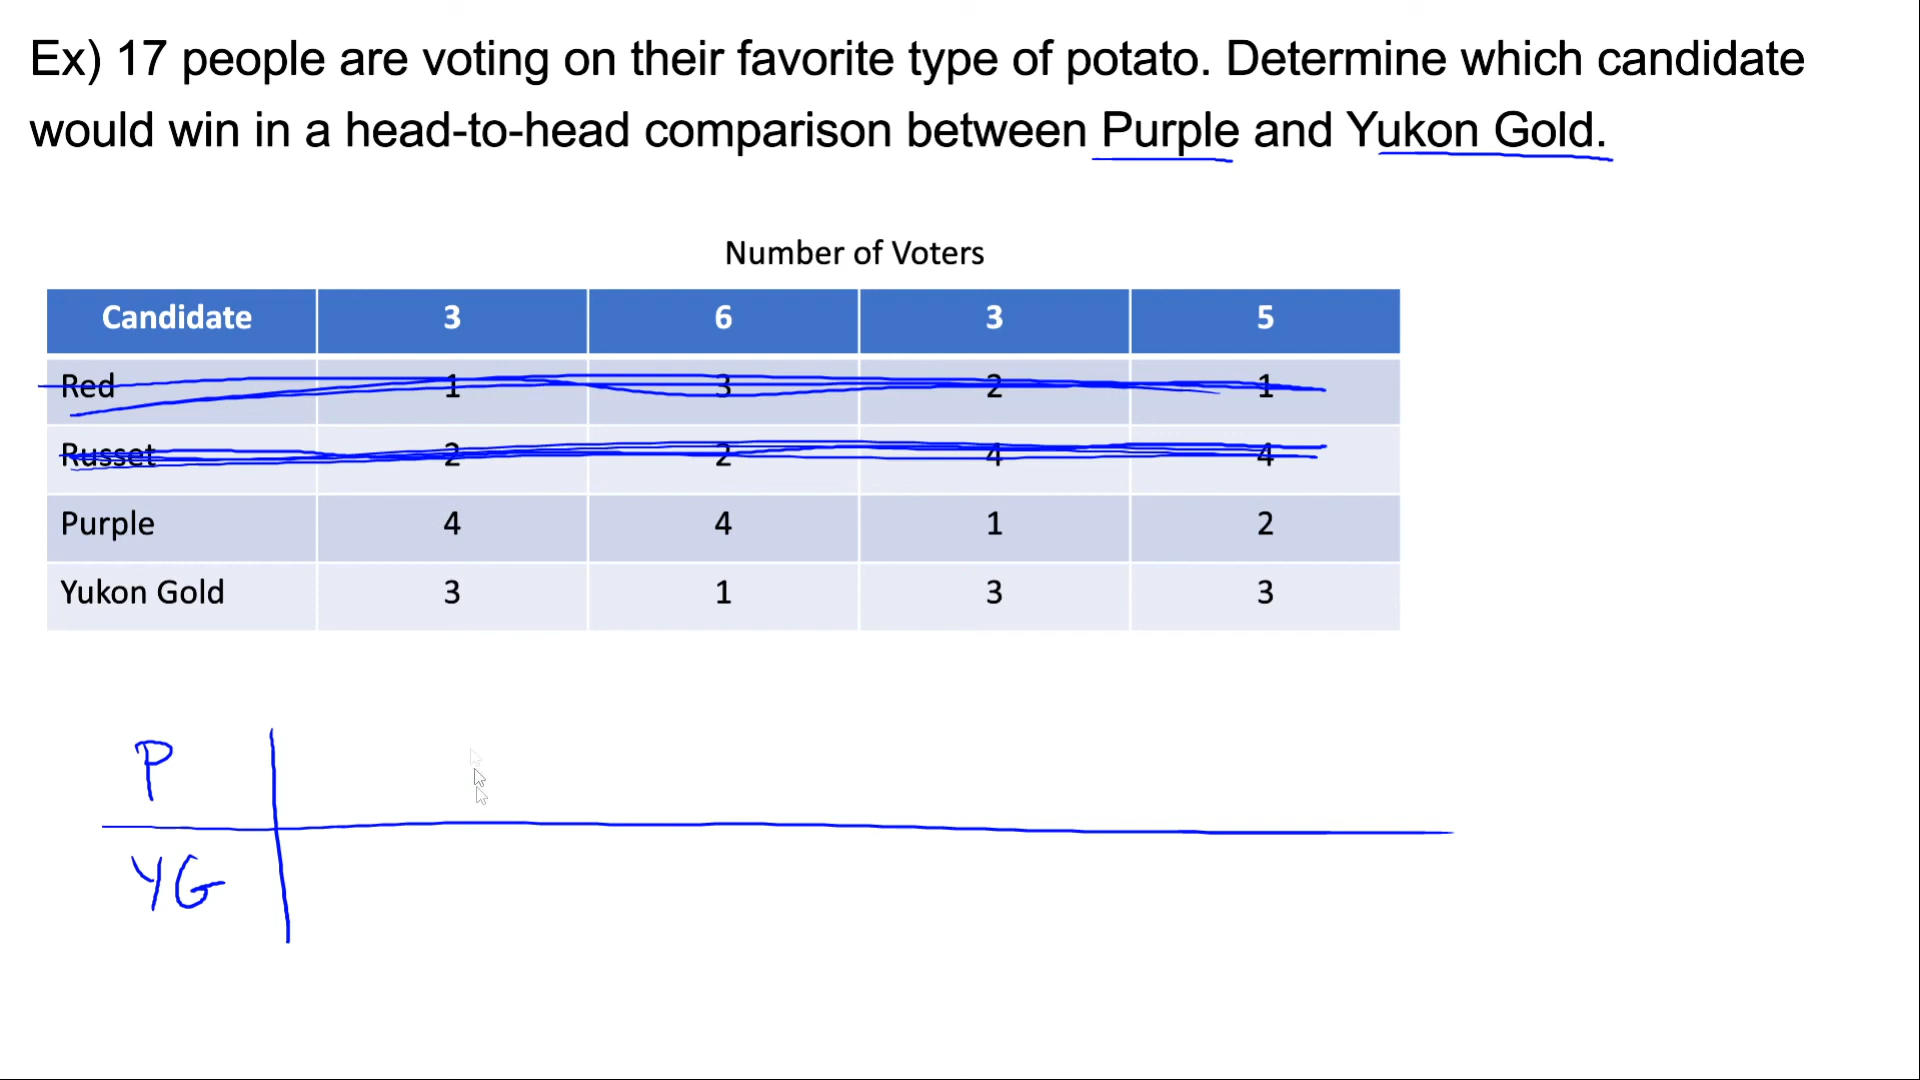 Ex) 17 people are voting on their favorite type of potato. Determine which candidate
would win in a head-to-head comparison between Purple and Yukon Gold.
Number of Voters
Candidate 3 6 3 5
Red 1 3 2 1
Russet 2 2 4 4
Purple 4 4 1 2
Yukon Gold 3 1 3 3
P
YG